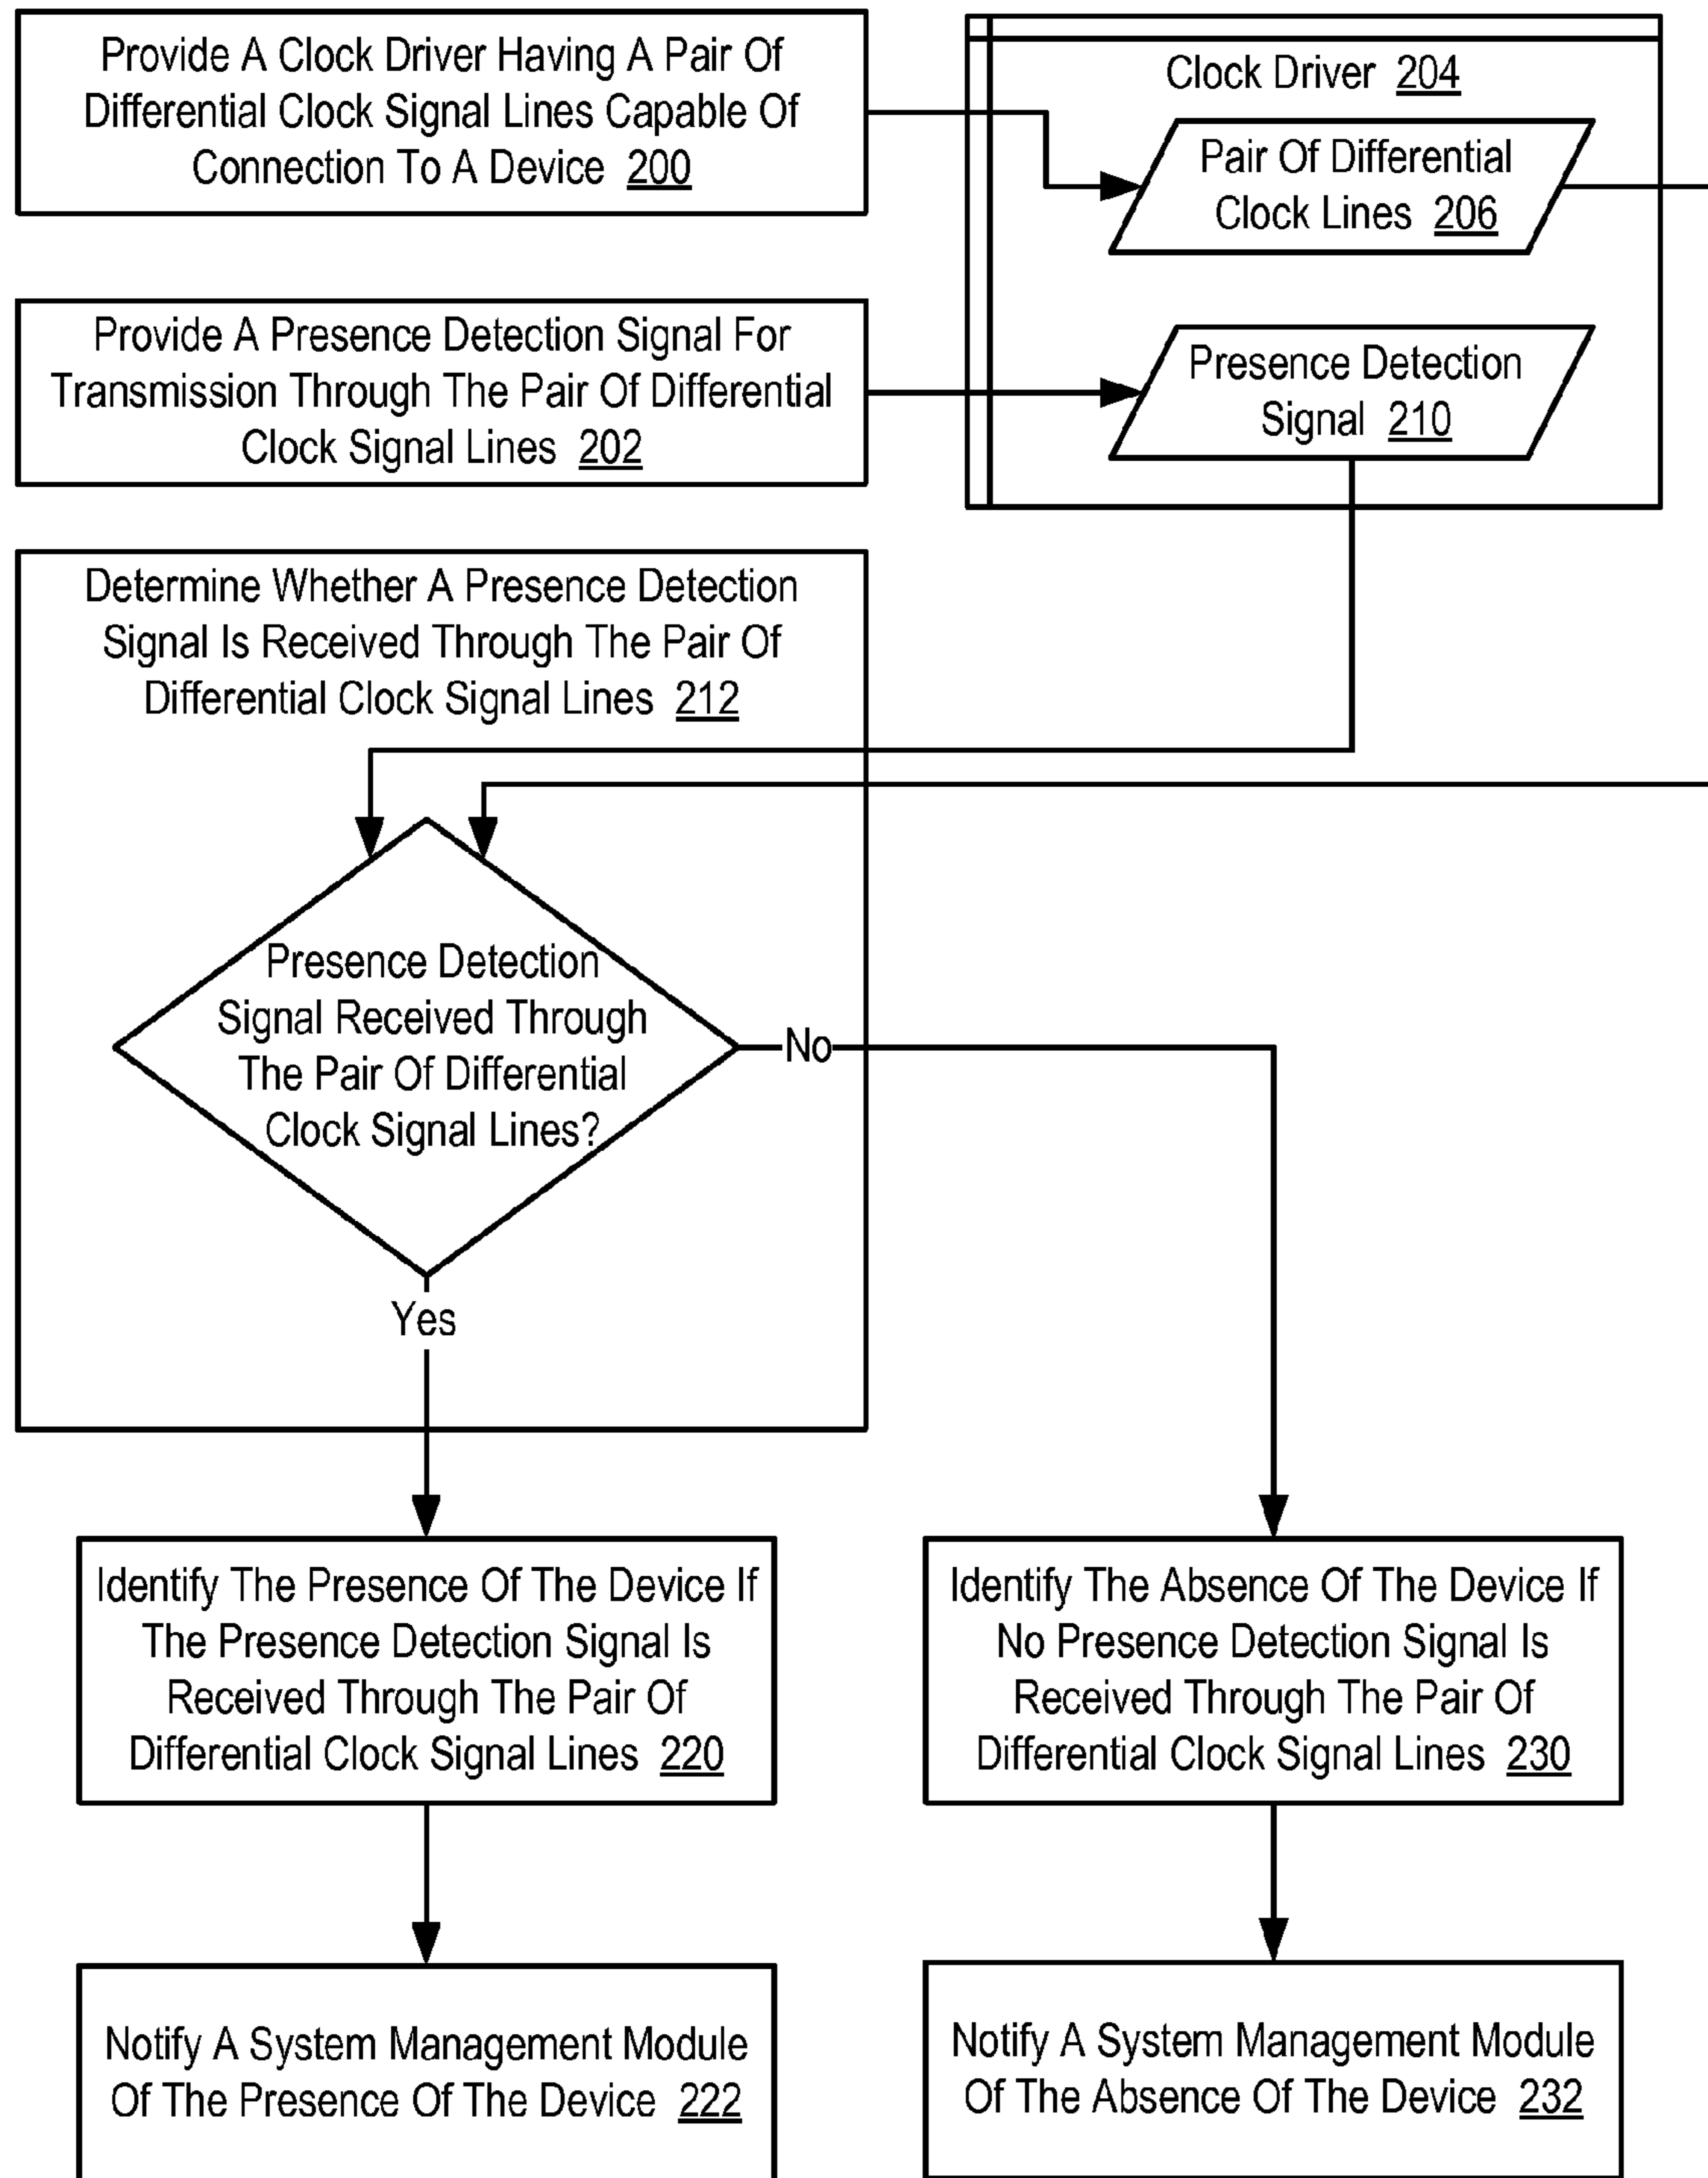 Provide A Clock Driver Having A Pair Of
Differential Clock Signal Lines Capable Of
Connection To A Device 200
Clock Driver 204
Pair Of Differential
Clock Lines 206
Provide A Presence Detection Signal For
Transmission Through The Pair Of Differential
Clock Signal Lines 202
Presence Detection
Signal 210
Determine Whether A Presence Detection
Signal Is Received Through The Pair Of
Differential Clock Signal Lines 212
Presence Detection
Signal Received Through
The Pair Of Differential
Clock Signal Lines?
No
Yes
Identify The Presence Of The Device If
The Presence Detection Signal Is
Received Through The Pair Of
Differential Clock Signal Lines 220
Identify The Absence Of The Device If
No Presence Detection Signal Is
Received Through The Pair Of
Differential Clock Signal Lines 230
Notify A System Management Module
Of The Presence Of The Device 222
Notify A System Management Module
Of The Absence Of The Device 232